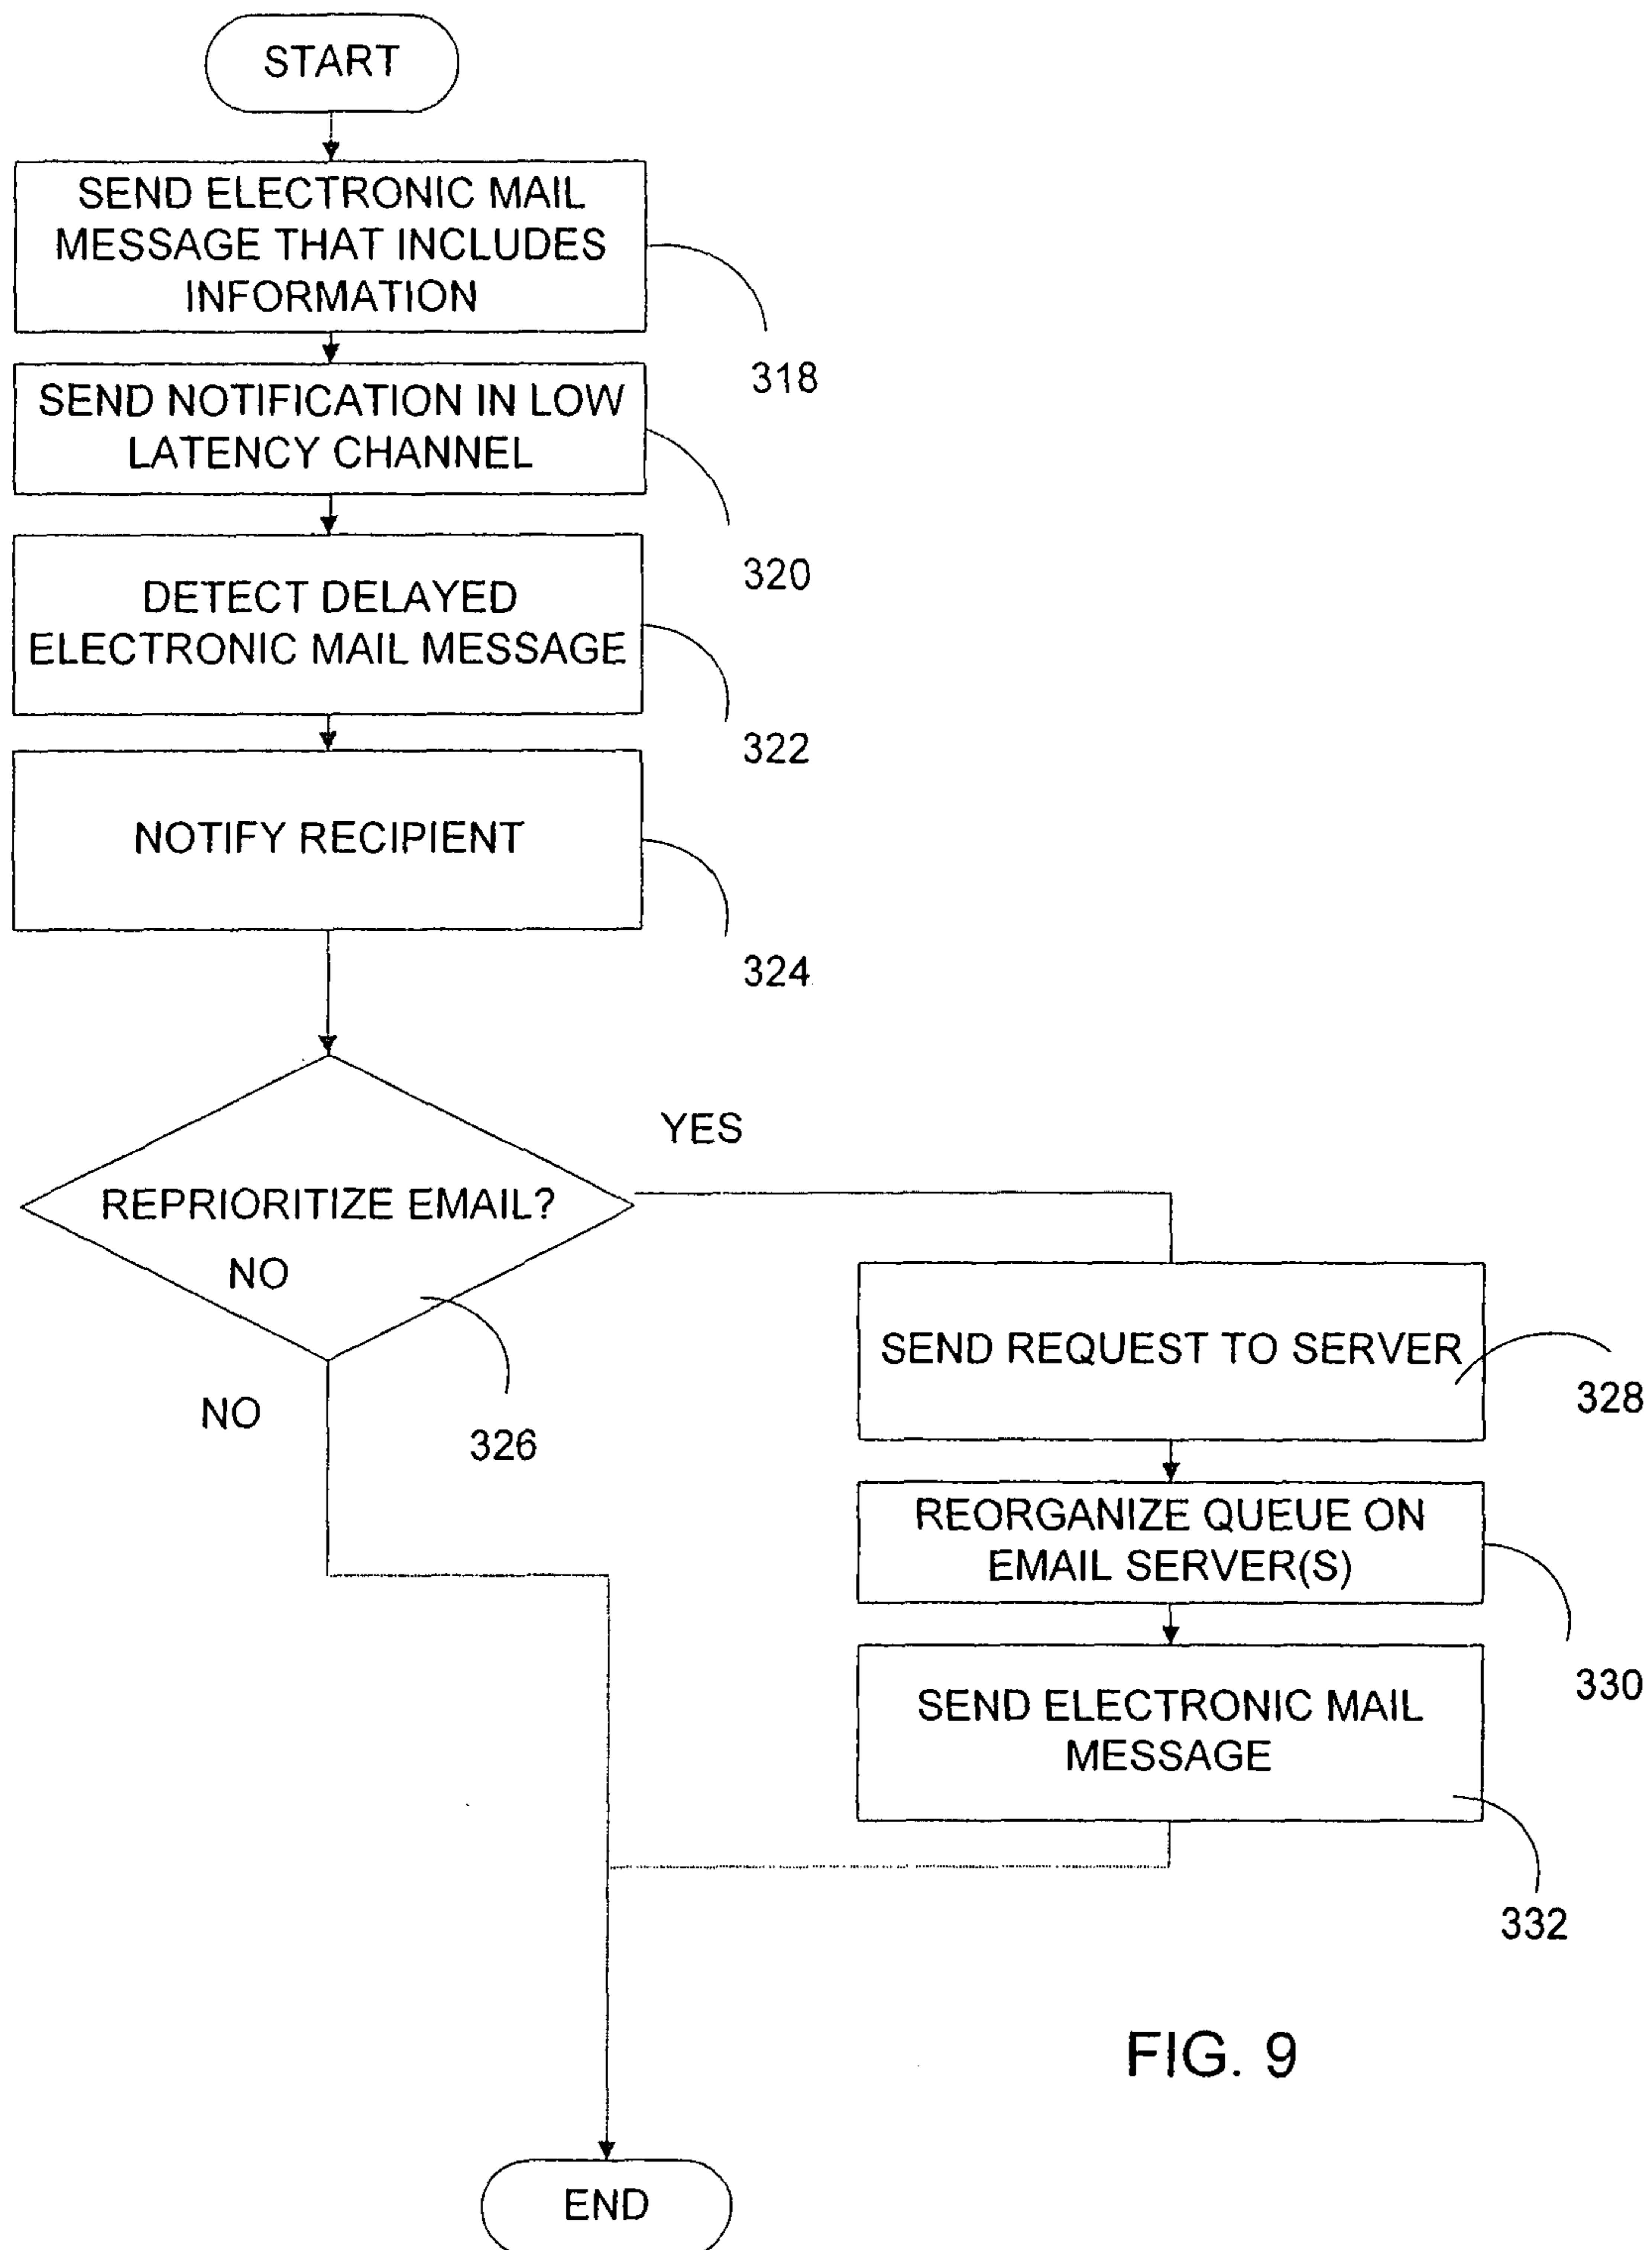 START
SEND ELECTRONIC MAIL
MESSAGE THAT INCLUDES
INFORMATION
318
SEND NOTIFICATION IN LOW
LATENCY CHANNEL
320
DETECT DELAYED
ELECTRONIC MAIL MESSAGE
322
NOTIFY RECIPIENT
324
YES
REPRIORITIZE EMAIL?
NO
NO
326
SEND REQUEST TO SERVER
328
REORGANIZE QUEUE ON
EMAIL SERVER(S)
330
SEND ELECTRONIC MAIL
MESSAGE
332
FIG. 9
END